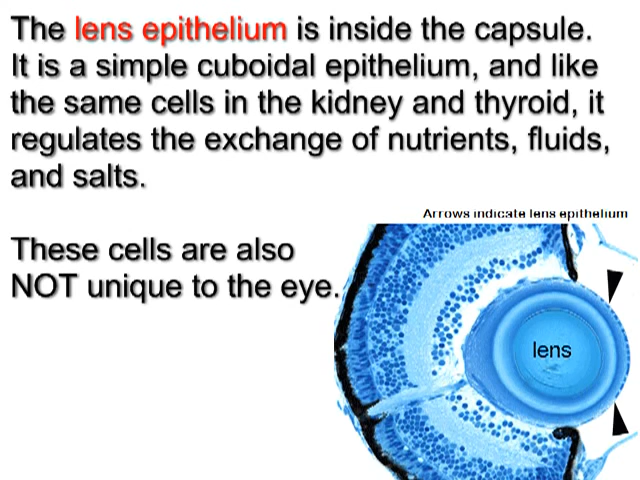 The lens epithelium is inside the capsule.
It is a simple cuboidal epithelium, and like
the same cells in the kidney and thyroid, it
regulates the exchange of nutrients, fluids,
and salts.
Arrows indicate lens epithelium
These cells are also
NOT unique to the eye.
lens